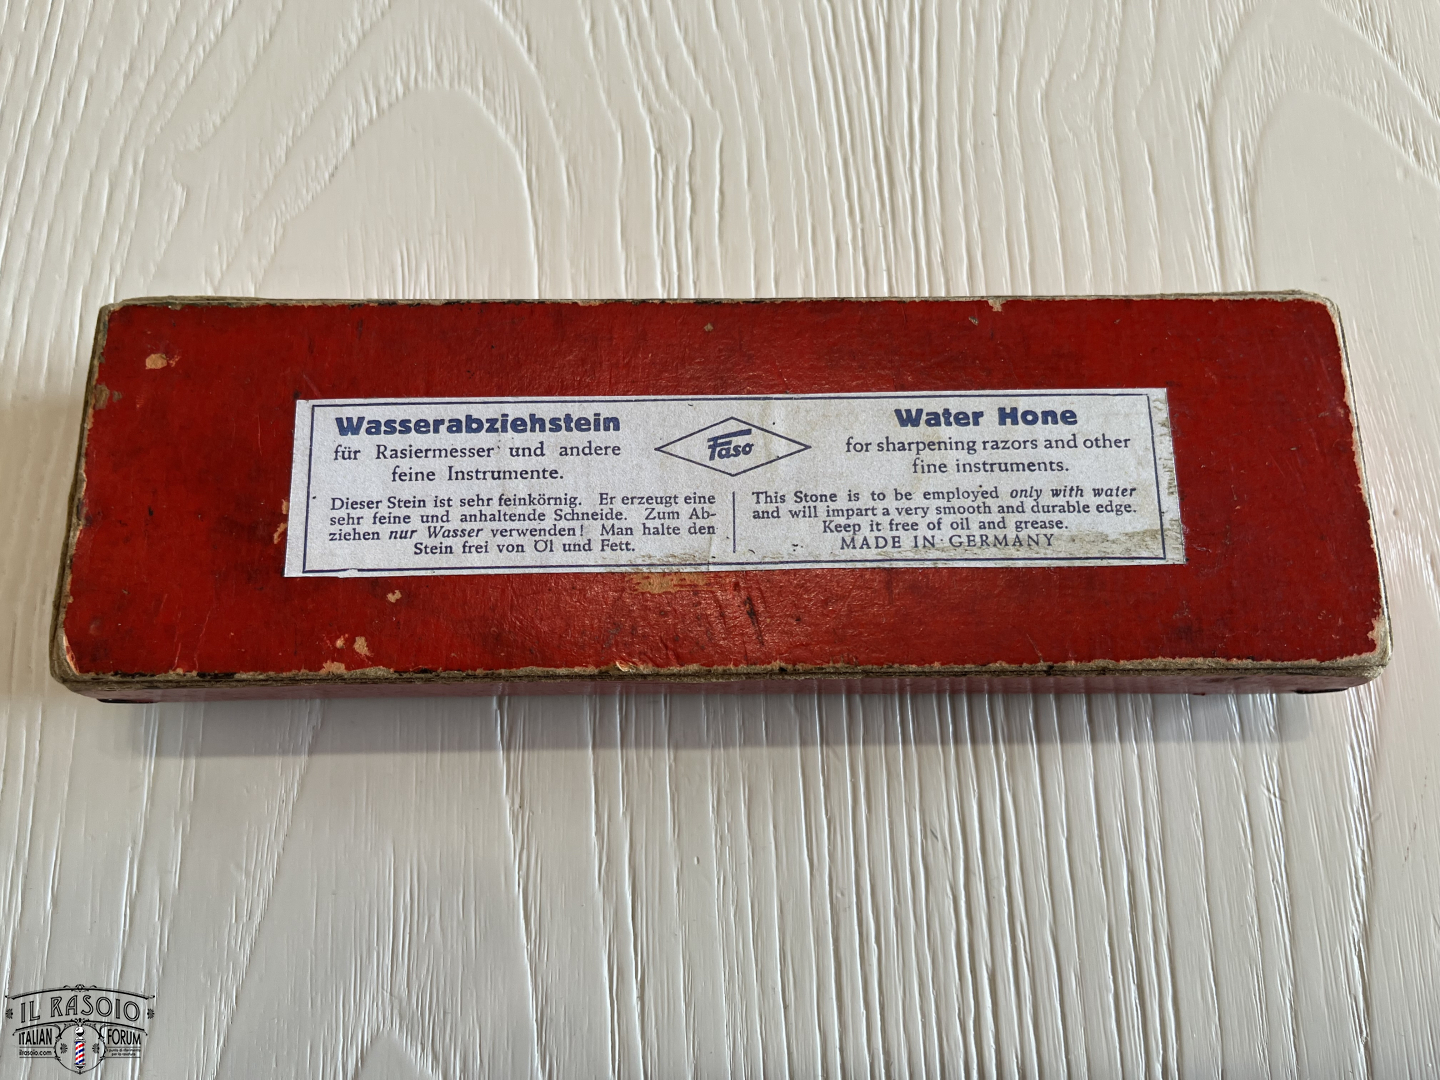 Wasserabziehstein
für Rasiermesser und andere
feine Instrumente.
Dieser Stein ist sehr feinkörnig. Er erzeugt eine
sehr feine und anhaltende Schneide. Zum Ab-
ziehen nur Wasser verwenden! Man halte den
Stein frei von Öl und Fett.
Faso
Water Hone
for sharpening razors and other
fine instruments.
This Stone is to be employed only with water
and will impart a very smooth and durable edge.
Keep it free of oil and grease.
MADE IN GERMANY
IL RASOIO
ITALIAN FORUM
ilrasoio.com